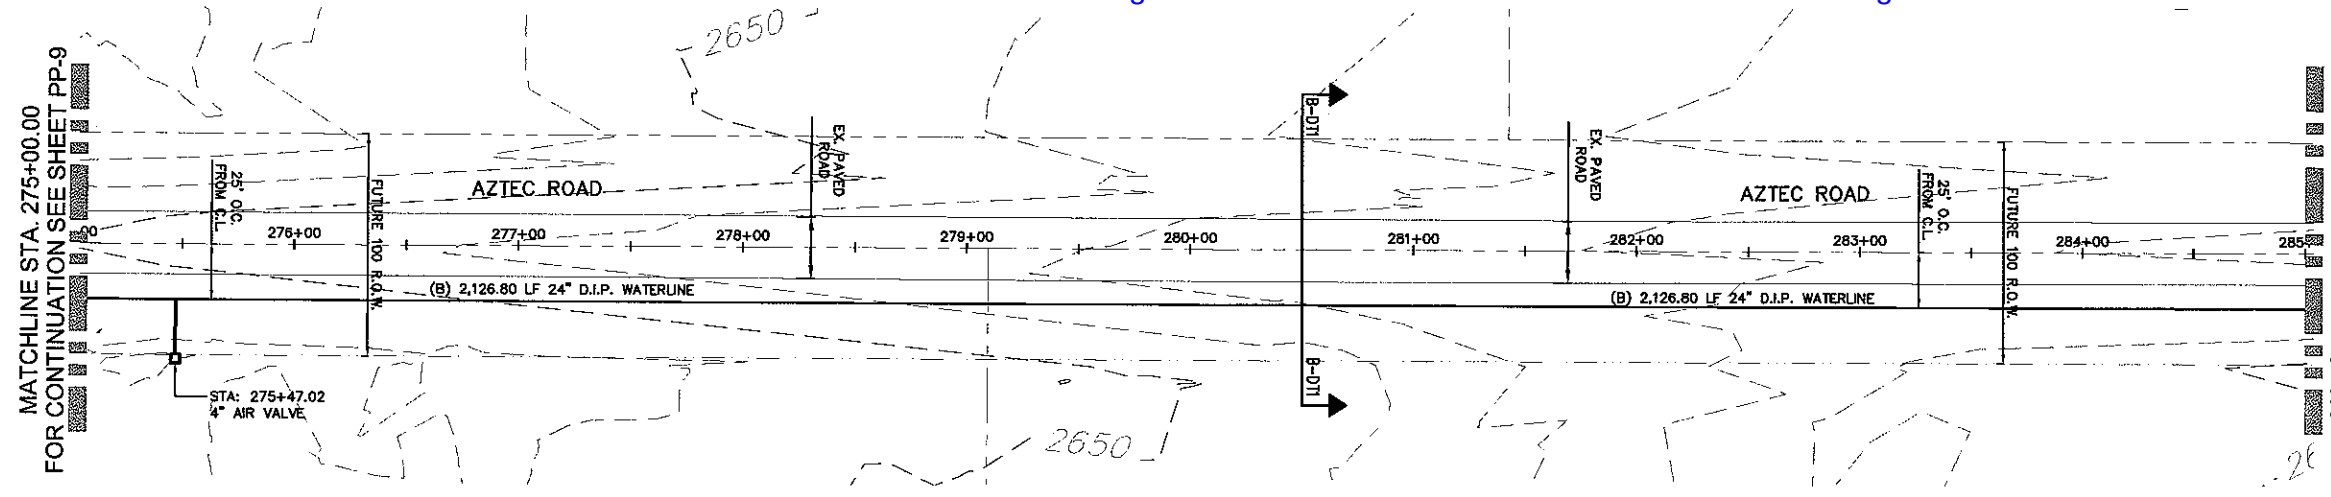 2650
MATCHLINE STA. 275+00.00
FOR CONTINUATION SEE SHEET PP-9
B-DT1
EX. PAVED
ROAD
EX. PAVED
ROAD
25' O.C.
FROM C.L.
FUTURE 100 R.O.W.
AZTEC ROAD
AZTEC ROAD
25' O.C.
FROM C.L.
FUTURE 100 R.O.W.
00
276+00
277+00
278+00
279+00
280+00
281+00
282+00
283+00
284+00
285
(B) 2,126.80 LF 24" D.I.P. WATERLINE
(B) 2,126.80 LF 24" D.I.P. WATERLINE
B-DT1
STA: 275+47.02
4" AIR VALVE
2650